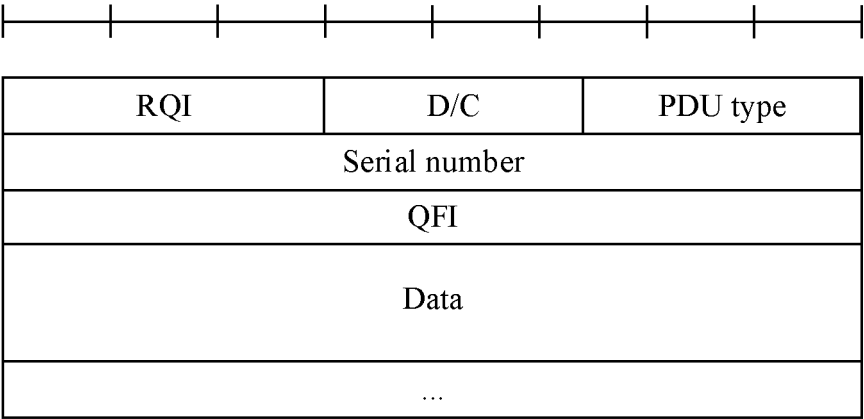 RQI D/C PDU type
Serial number
QFI
Data
...